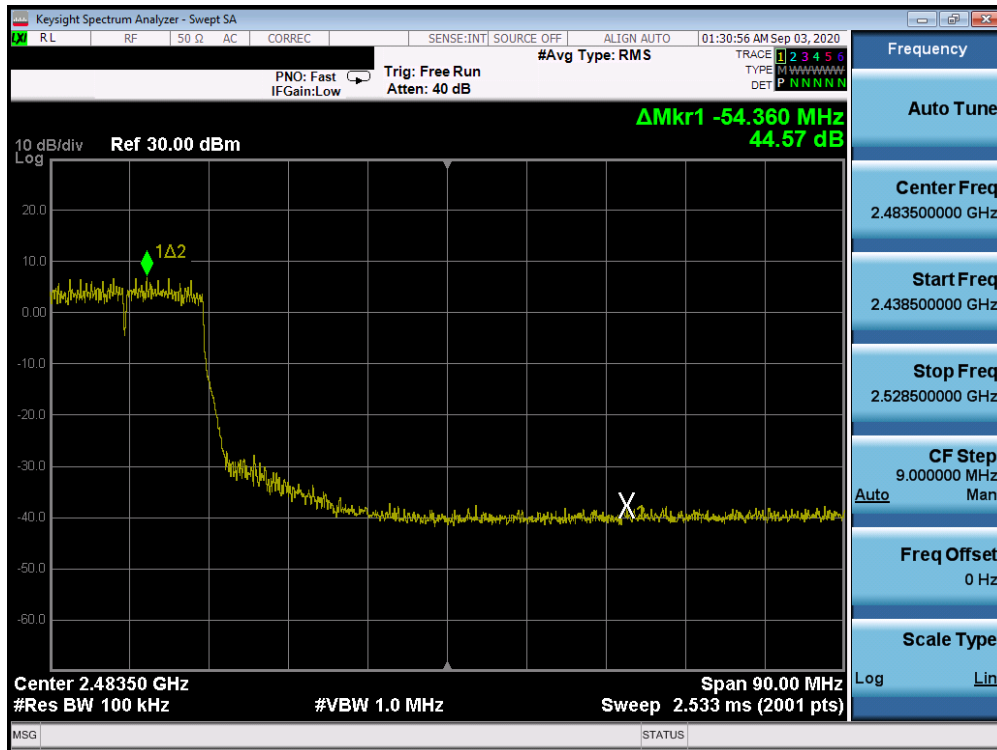 Keysight Spectrum Analyzer - Swept SA
LXI RL RF 50 Ω AC CORREC SENSE:INT SOURCE OFF ALIGN AUTO 01:30:56 AM Sep 03, 2020
#Avg Type: RMS TRACE 1 2 3 4 5 6
PNO: Fast Trig: Free Run TYPE M WWWWW
IFGain:Low Atten: 40 dB DET P N N N N N
ΔMkr1 -54.360 MHz
44.57 dB
10 dB/div Ref 30.00 dBm
Log
20.0
10.0
0.00
-10.0
-20.0
-30.0
-40.0
-50.0
-60.0
1Δ2
X
Center 2.48350 GHz Span 90.00 MHz
#Res BW 100 kHz #VBW 1.0 MHz Sweep 2.533 ms (2001 pts)
MSG STATUS
Frequency
Auto Tune
Center Freq
2.483500000 GHz
Start Freq
2.438500000 GHz
Stop Freq
2.528500000 GHz
CF Step
9.000000 MHz
Auto Man
Freq Offset
0 Hz
Scale Type
Log Lin